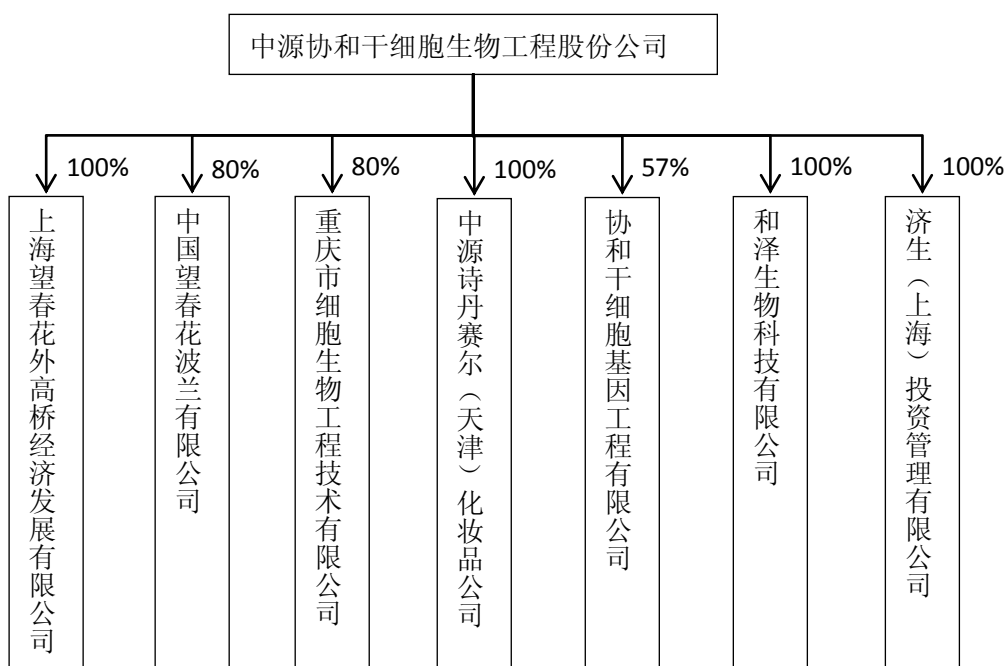 中源协和干细胞生物工程股份公司
100%
80%
80%
100%
57%
100%
100%
上海望春花外高桥经济发展有限公司
中国望春花波兰有限公司
重庆市细胞生物工程技术有限公司
中源诗丹赛尔（天津）化妆品公司
协和干细胞基因工程有限公司
和泽生物科技有限公司
济生（上海）投资管理有限公司